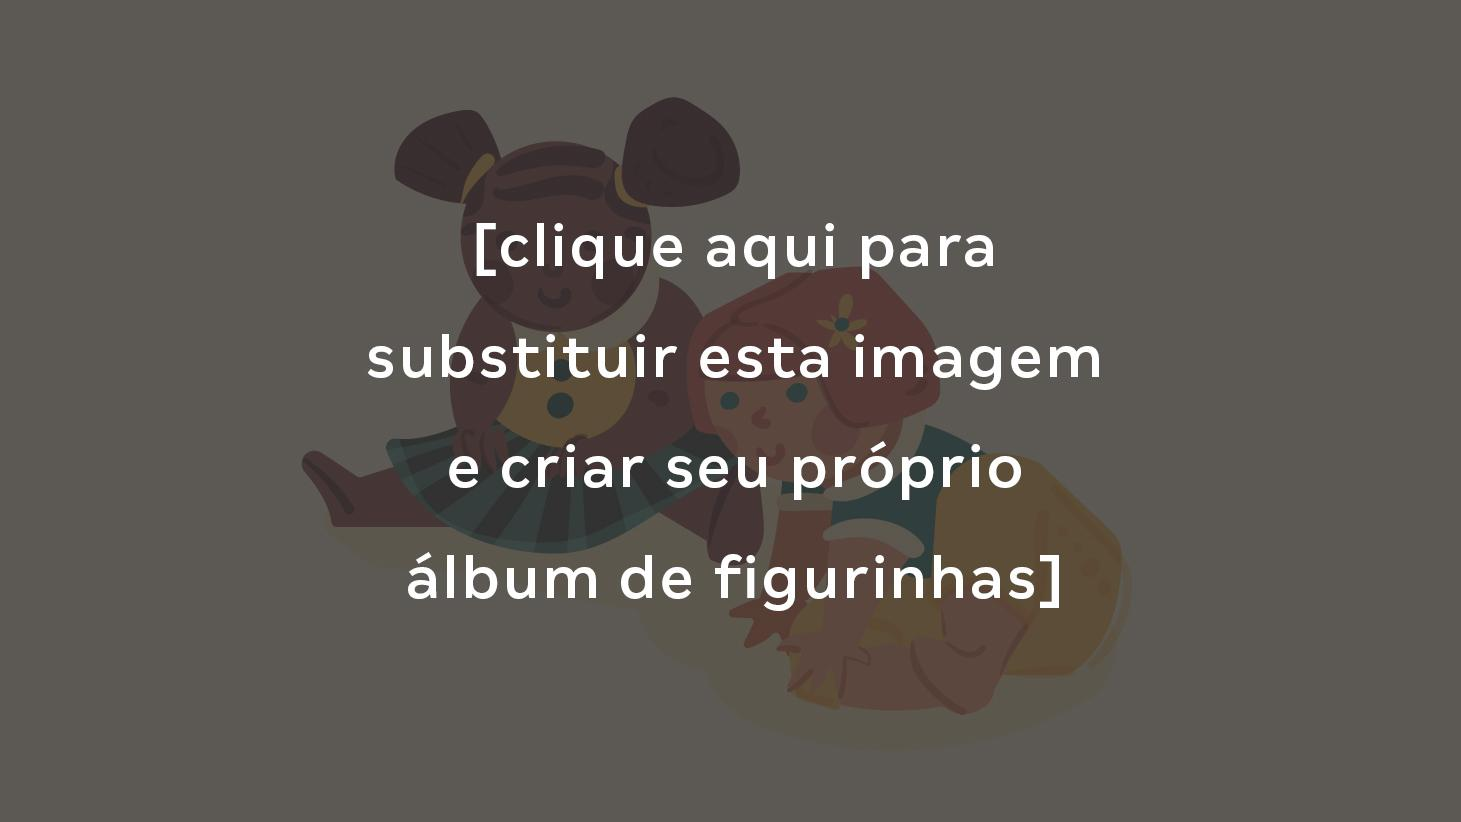 [clique aqui para
substituir esta imagem
e criar seu próprio
álbum de figurinhas]